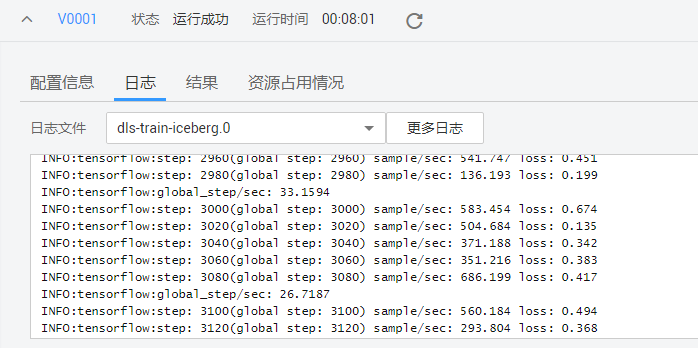 V0001 状态 运行成功 运行时间 00:08:01
配置信息 日志 结果 资源占用情况
日志文件 dls-train-iceberg.0 更多日志
INFO:tensorflow:step: 2960(global step: 2960) sample/sec: 541.747 loss: 0.451
INFO:tensorflow:step: 2980(global step: 2980) sample/sec: 136.193 loss: 0.199
INFO:tensorflow:global_step/sec: 33.1594
INFO:tensorflow:step: 3000(global step: 3000) sample/sec: 583.454 loss: 0.674
INFO:tensorflow:step: 3020(global step: 3020) sample/sec: 504.684 loss: 0.135
INFO:tensorflow:step: 3040(global step: 3040) sample/sec: 371.188 loss: 0.342
INFO:tensorflow:step: 3060(global step: 3060) sample/sec: 351.216 loss: 0.383
INFO:tensorflow:step: 3080(global step: 3080) sample/sec: 686.199 loss: 0.417
INFO:tensorflow:global_step/sec: 26.7187
INFO:tensorflow:step: 3100(global step: 3100) sample/sec: 560.184 loss: 0.494
INFO:tensorflow:step: 3120(global step: 3120) sample/sec: 293.804 loss: 0.368